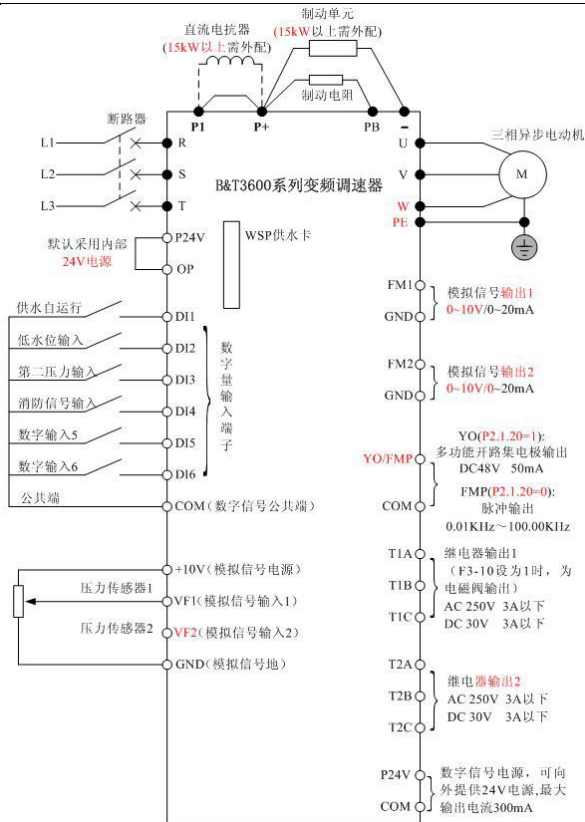 制动单元
直流电抗器
(15kW以上需外配)
(15kW以上需外配)
制动电阻
断路器
P1
P+
PB
-
三相异步电动机
L1
R
U
L2
S
V
M
B&T3600系列变频调速器
L3
T
W
PE
P24V
WSP供水卡
默认采用内部
24V电源
OP
供水自运行
DI1
低水位输入
DI2
第二压力输入
DI3
消防信号输入
DI4
数字输入5
DI5
数字输入6
DI6
数字量输入端子
公共端
COM(数字信号公共端)
+10V(模拟信号电源)
压力传感器1
VF1(模拟信号输入1)
压力传感器2
VF2(模拟信号输入2)
GND(模拟信号地)
FM1
模拟信号输出1
GND
0~10V/0~20mA
FM2
模拟信号输出2
GND
0~10V/0~20mA
YO(P2.1.20=1):
YO/FMP
多功能开路集电极输出
DC48V 50mA
FMP(P2.1.20=0):
COM
脉冲输出
0.01KHz～100.00KHz
T1A
继电器输出1
(F3-10设为1时，为
T1B
电磁阀输出)
AC 250V 3A以下
T1C
DC 30V 3A以下
T2A
继电器输出2
T2B
AC 250V 3A以下
T2C
DC 30V 3A以下
P24V
数字信号电源，可向
外提供24V电源,最大
COM
输出电流300mA